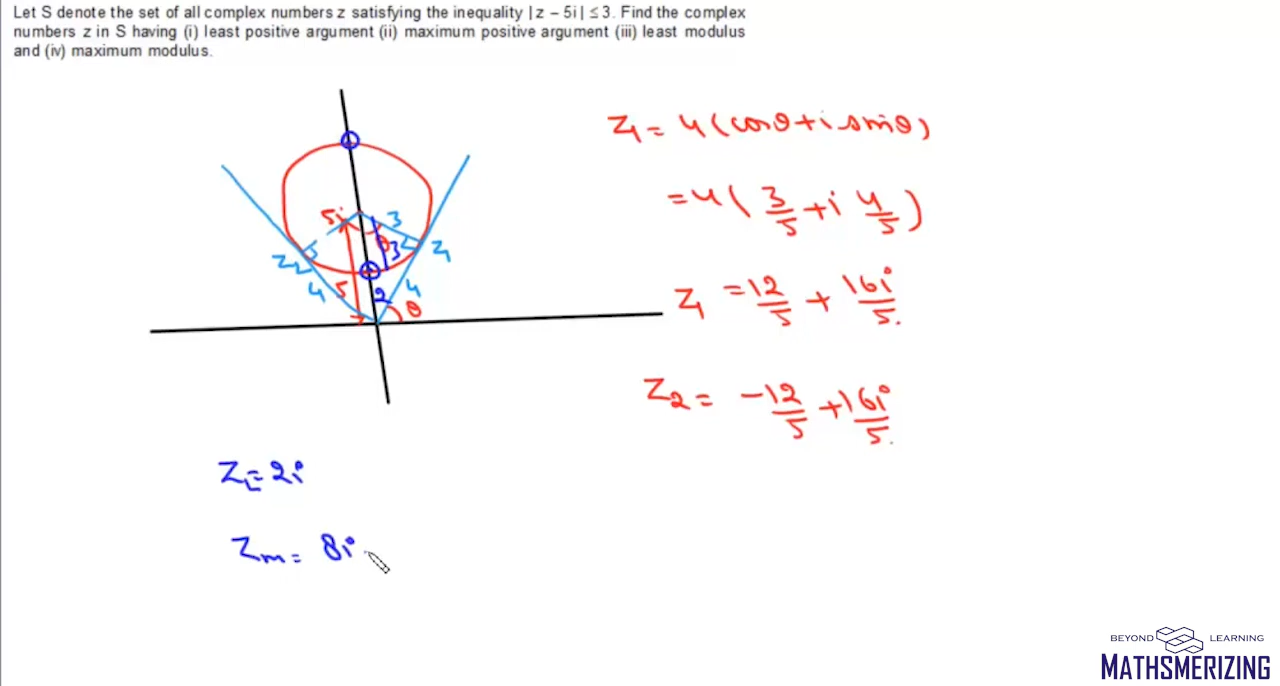 Let S denote the set of all complex numbers z satisfying the inequality |z – 5i| ≤ 3. Find the complex
numbers z in S having (i) least positive argument (ii) maximum positive argument (iii) least modulus
and (iv) maximum modulus.
z₁ = 4(cosθ + i sinθ)
= 4(3/5 + i 4/5)
z₁ = 12/5 + 16i/5.
z₂ = -12/5 + 16i/5.
5i 3
3 z₁
z₂
4 5 2 4 θ
z_L = 2i
z_m = 8i
BEYOND LEARNING
MATHSMERIZING